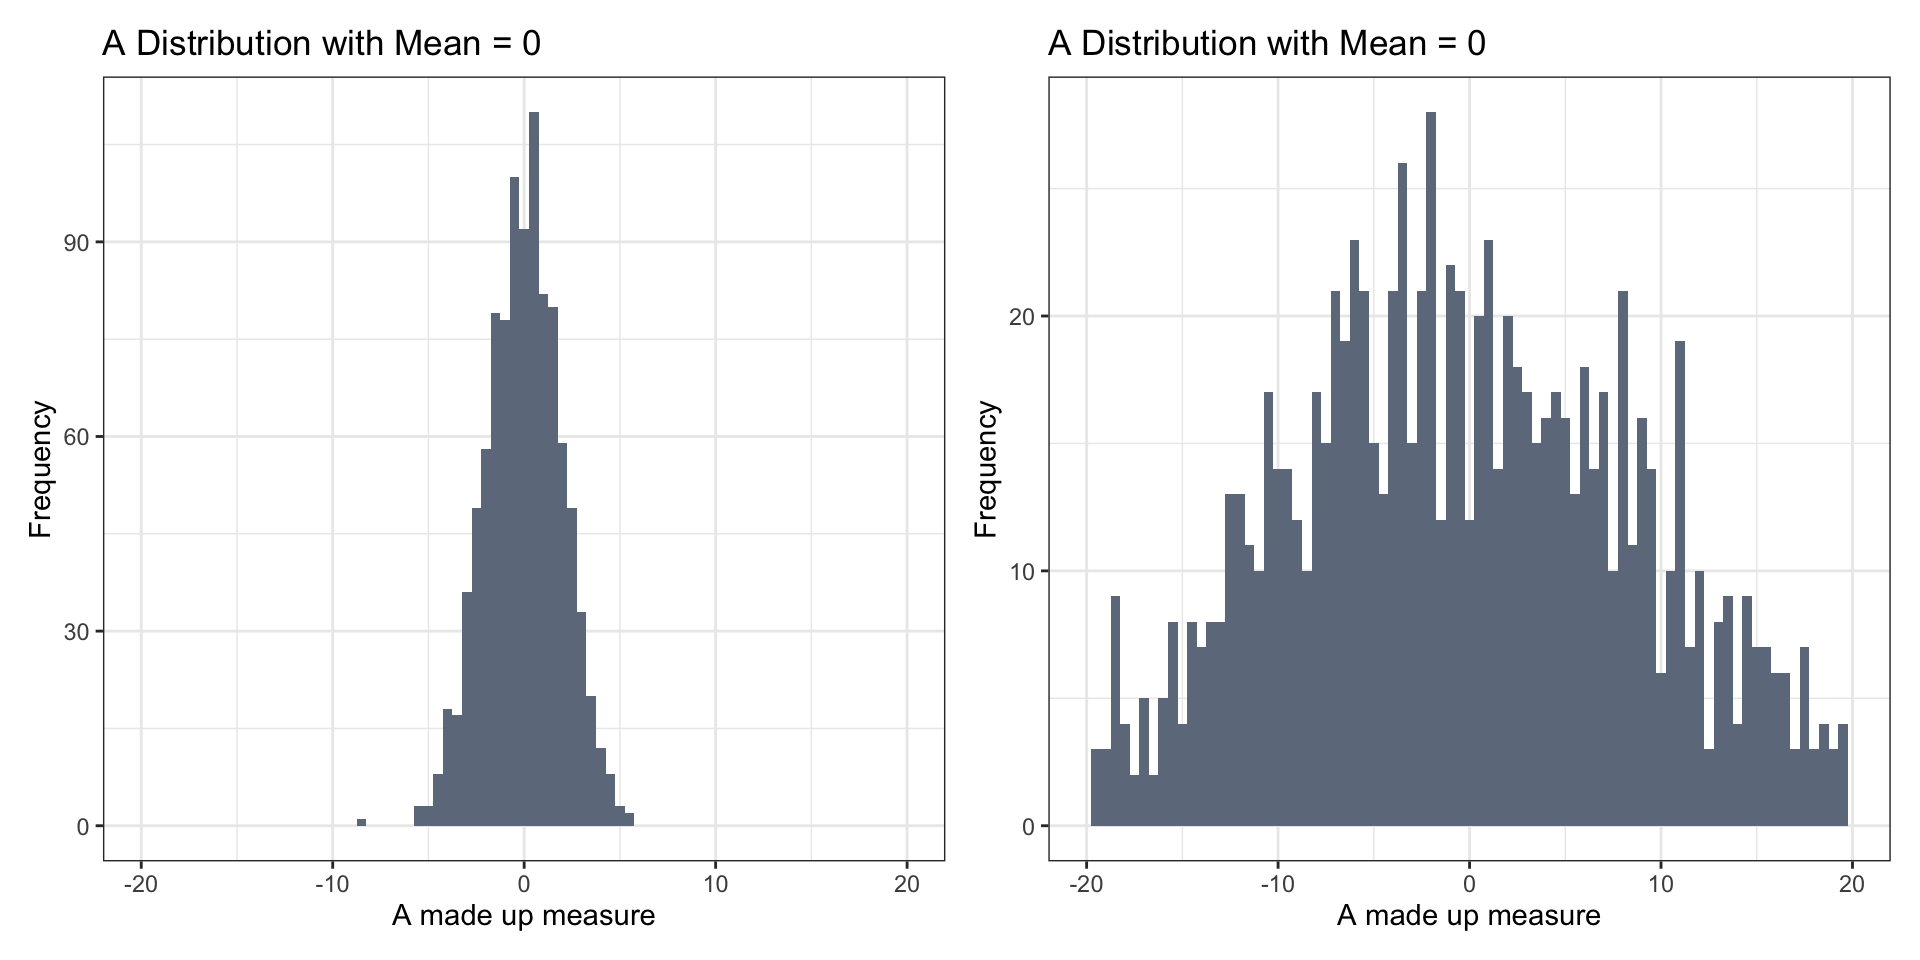 A Distribution with Mean = 0
90
60
30
0
Frequency
-20 -10 0 10 20
A made up measure
A Distribution with Mean = 0
20
10
0
Frequency
-20 -10 0 10 20
A made up measure